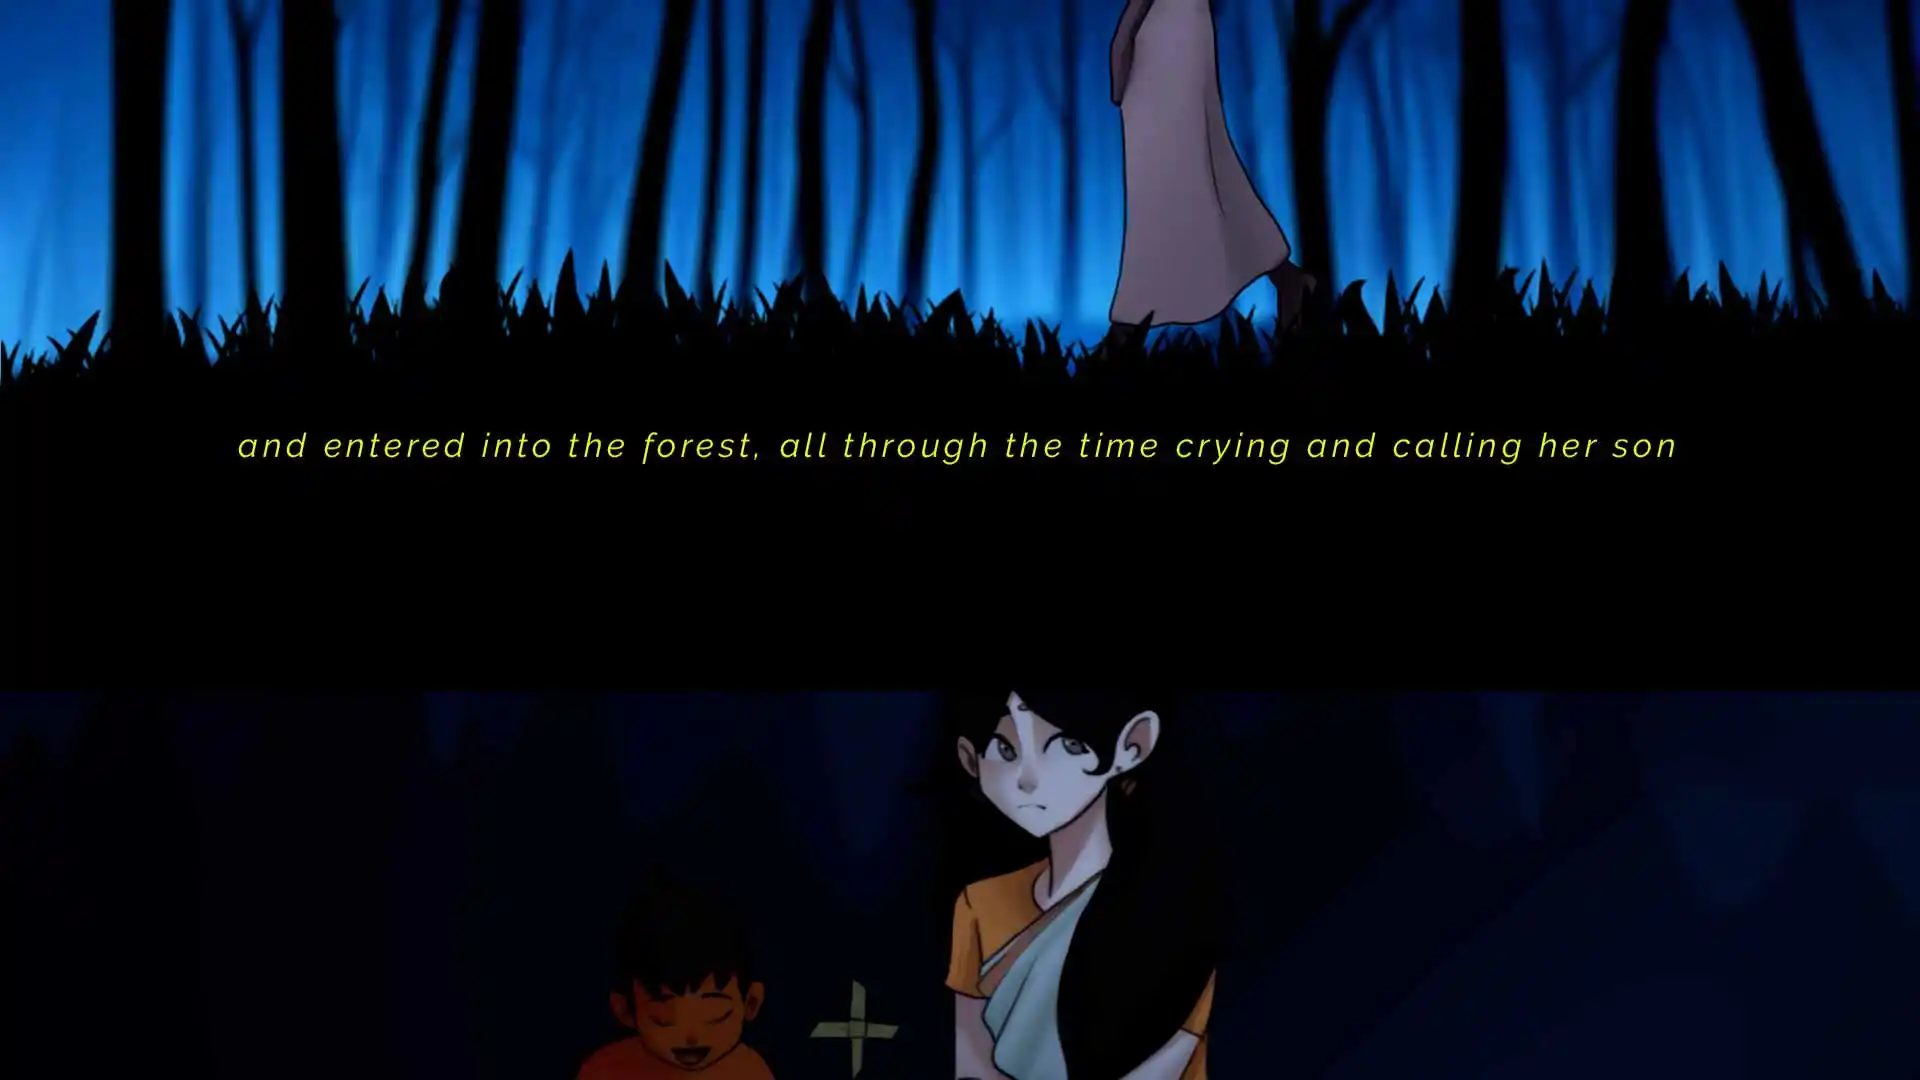 and entered into the forest, all through the time crying and calling her son